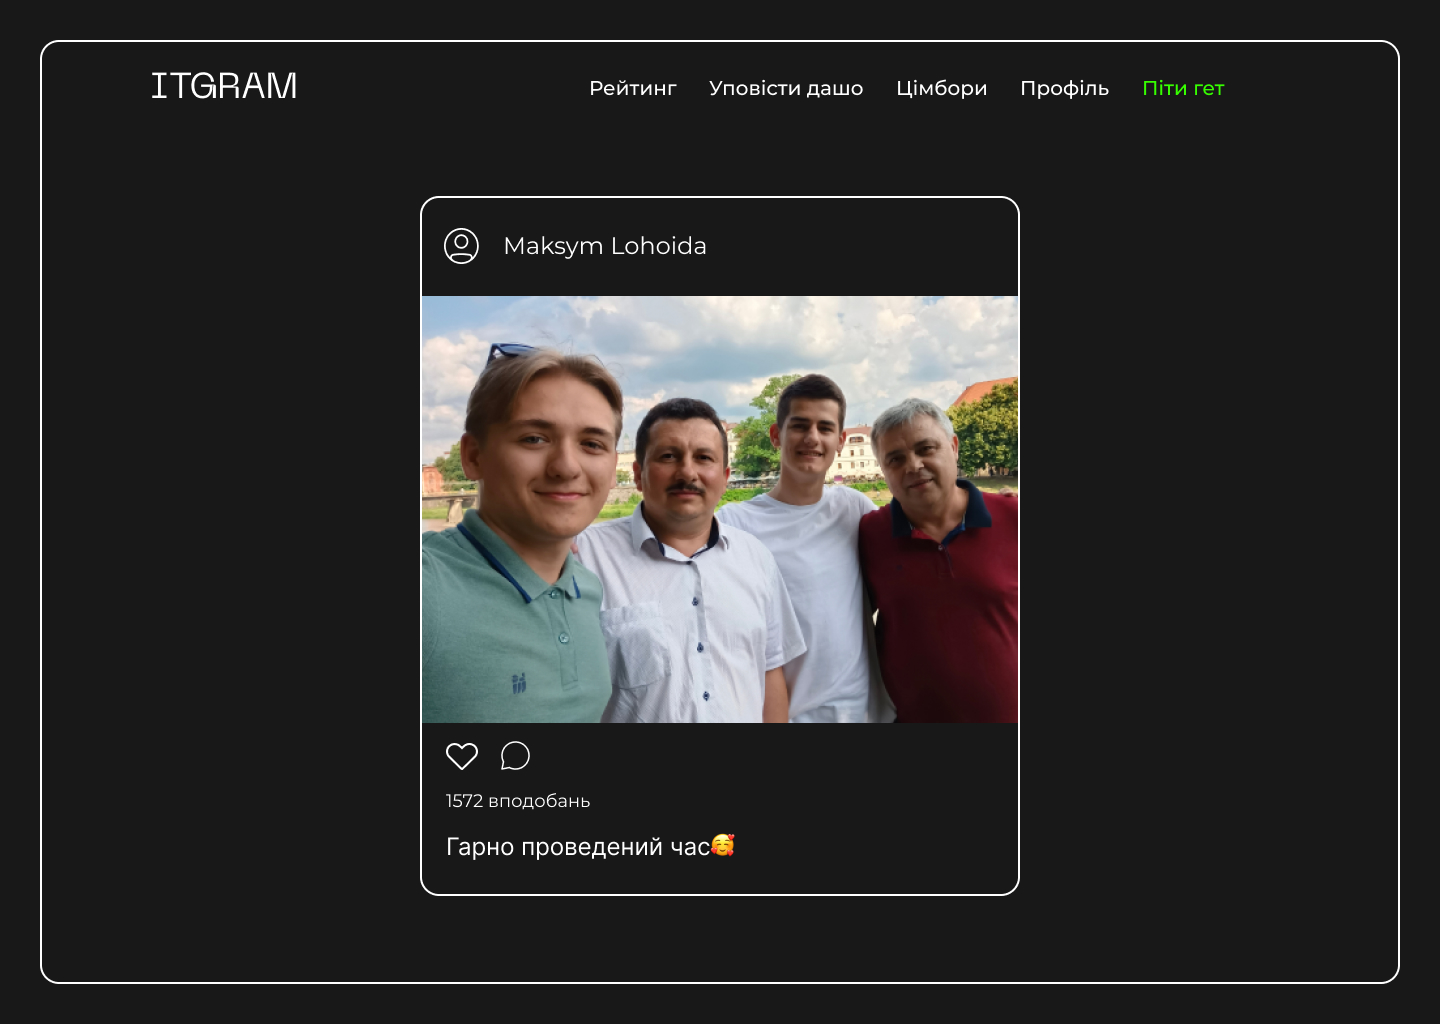 ITGRAM
Рейтинг Уповісти дашо Цімбори Профіль Піти гет
Maksym Lohoida
1572 вподобань
Гарно проведений час🥰